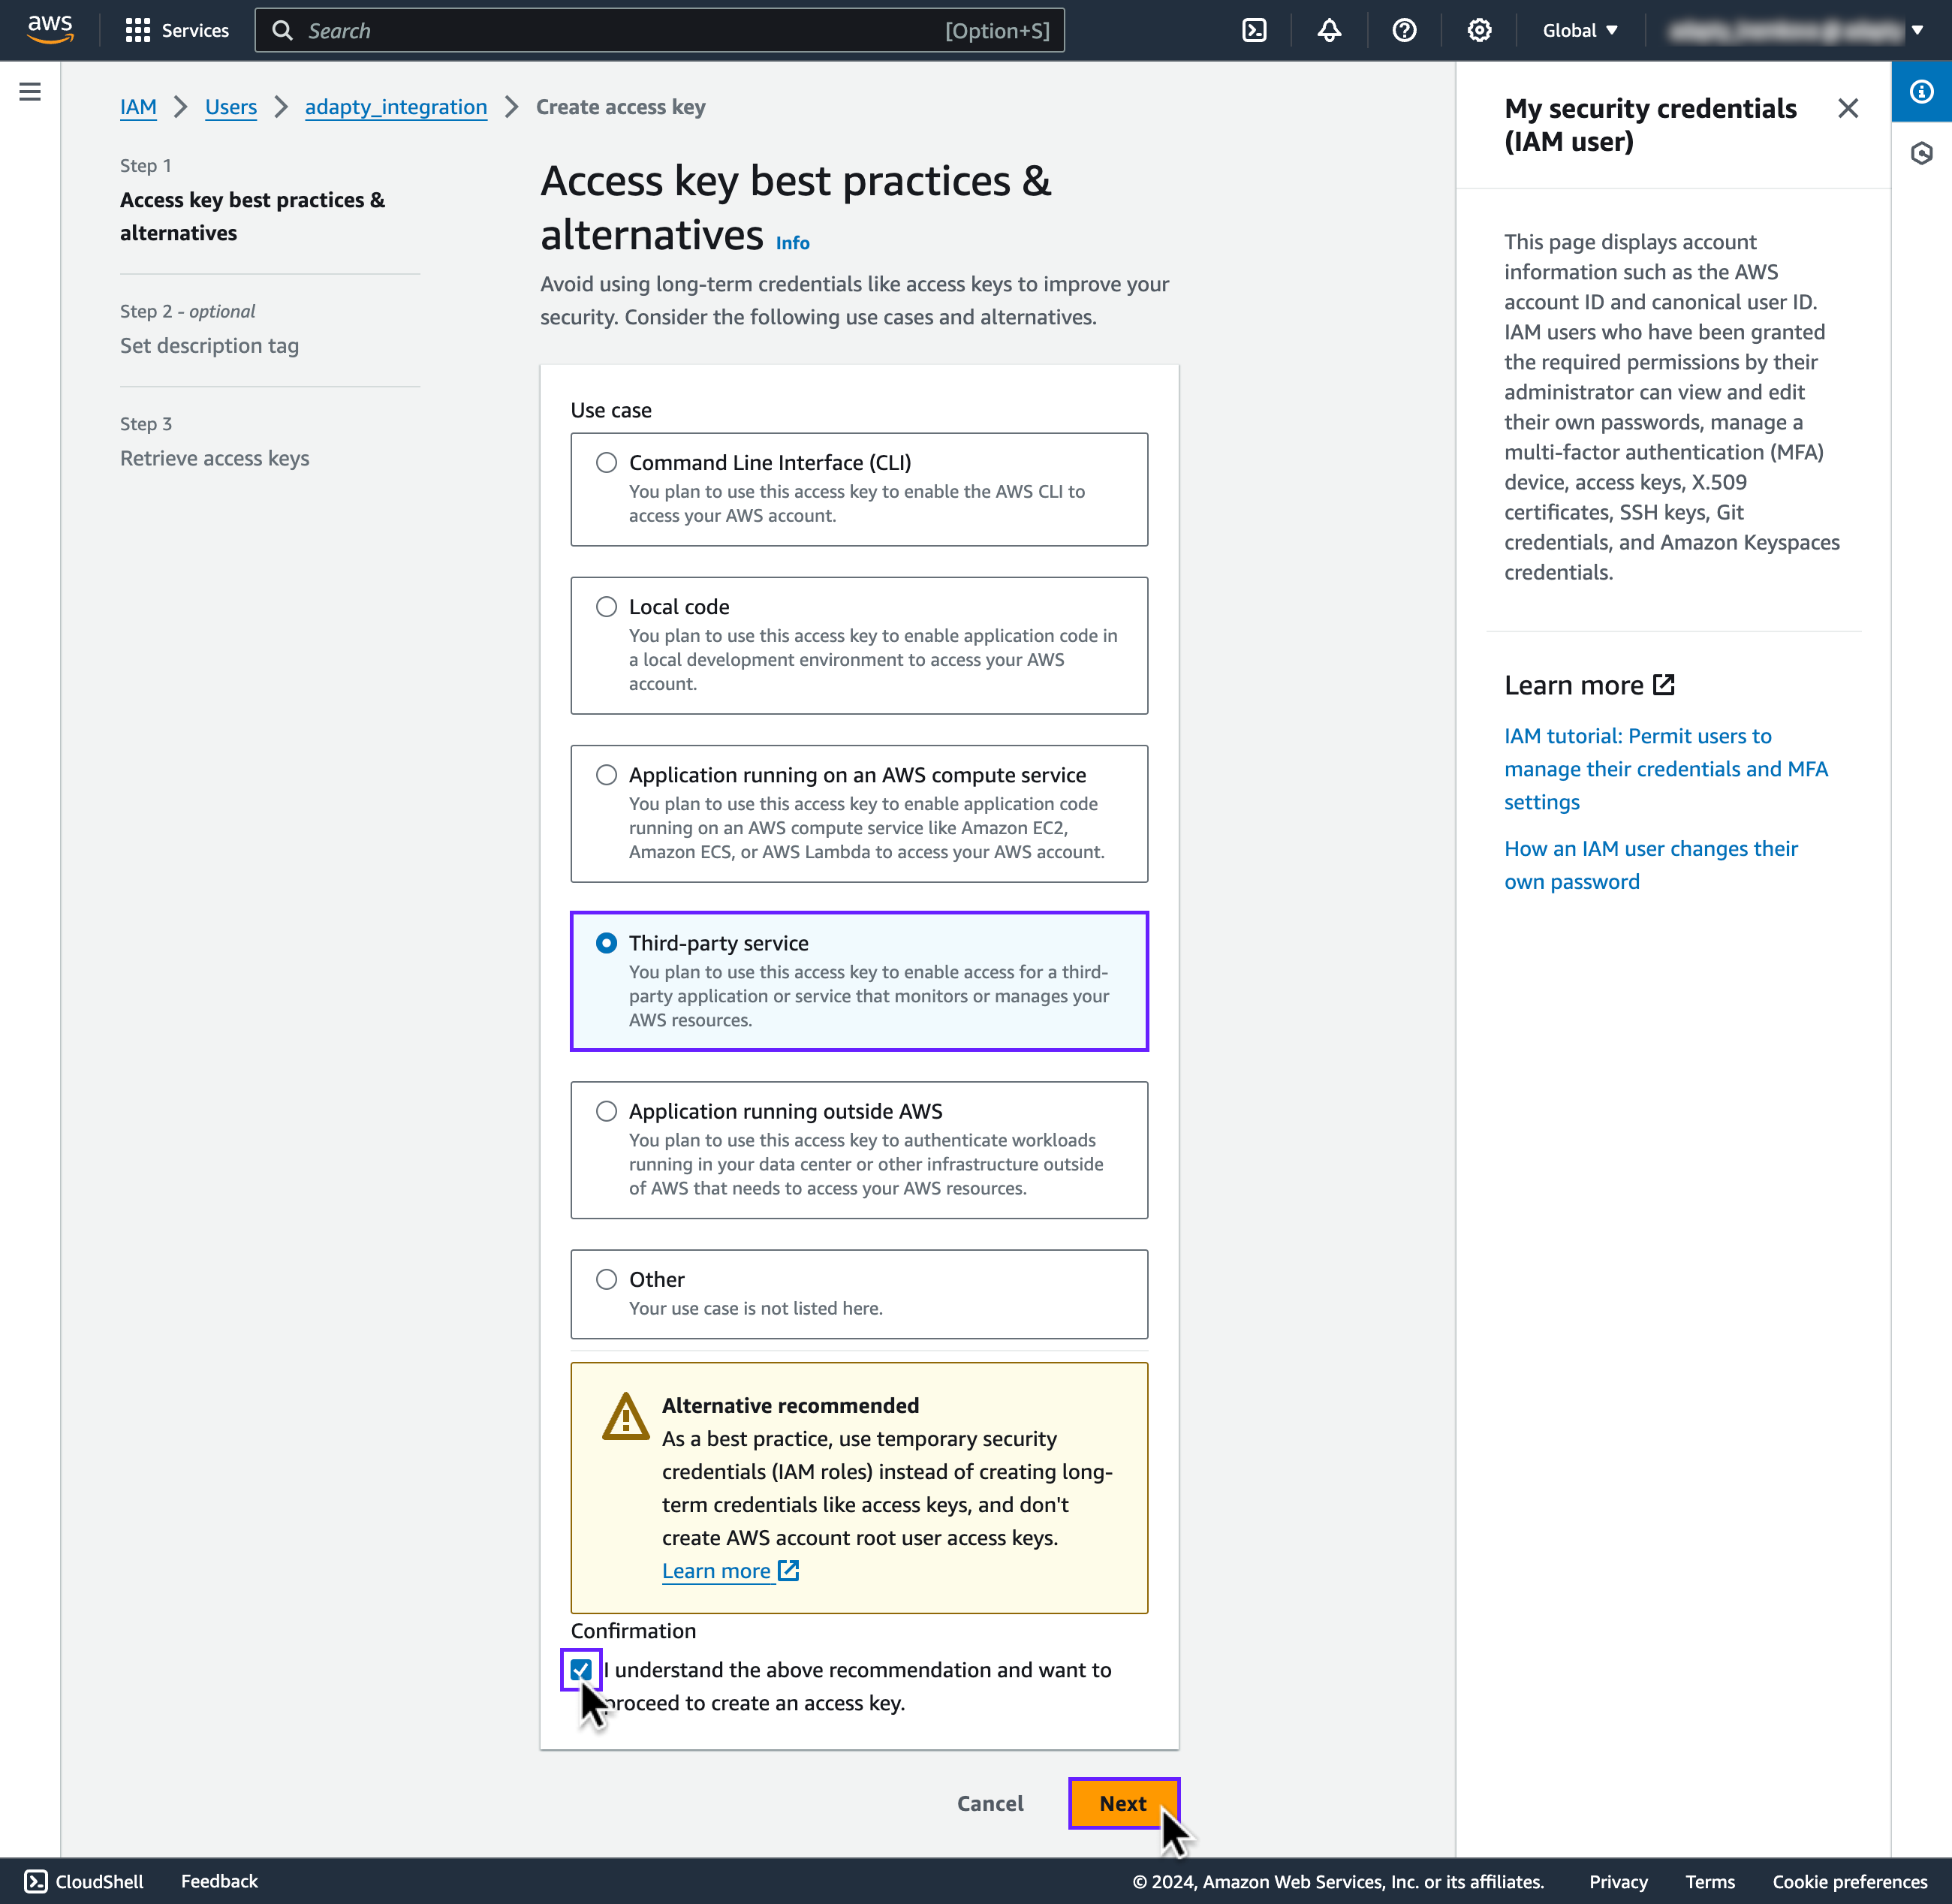 aws
Services
Search
[Option+S]
Global
IAM
Users
adapty_integration
Create access key
Step 1
Access key best practices &
alternatives
Step 2 - optional
Set description tag
Step 3
Retrieve access keys
Access key best practices &
alternatives Info
Avoid using long-term credentials like access keys to improve your
security. Consider the following use cases and alternatives.
Use case
Command Line Interface (CLI)
You plan to use this access key to enable the AWS CLI to
access your AWS account.
Local code
You plan to use this access key to enable application code in
a local development environment to access your AWS
account.
Application running on an AWS compute service
You plan to use this access key to enable application code
running on an AWS compute service like Amazon EC2,
Amazon ECS, or AWS Lambda to access your AWS account.
Third-party service
You plan to use this access key to enable access for a third-
party application or service that monitors or manages your
AWS resources.
Application running outside AWS
You plan to use this access key to authenticate workloads
running in your data center or other infrastructure outside
of AWS that needs to access your AWS resources.
Other
Your use case is not listed here.
Alternative recommended
As a best practice, use temporary security
credentials (IAM roles) instead of creating long-
term credentials like access keys, and don't
create AWS account root user access keys.
Learn more
Confirmation
I understand the above recommendation and want to
proceed to create an access key.
Cancel
Next
My security credentials
(IAM user)
This page displays account
information such as the AWS
account ID and canonical user ID.
IAM users who have been granted
the required permissions by their
administrator can view and edit
their own passwords, manage a
multi-factor authentication (MFA)
device, access keys, X.509
certificates, SSH keys, Git
credentials, and Amazon Keyspaces
credentials.
Learn more
IAM tutorial: Permit users to
manage their credentials and MFA
settings
How an IAM user changes their
own password
CloudShell
Feedback
© 2024, Amazon Web Services, Inc. or its affiliates.
Privacy
Terms
Cookie preferences